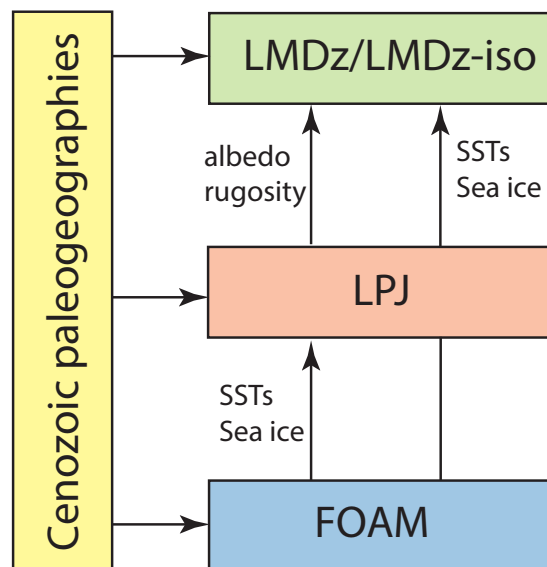 Cenozoic paleogeographies
LMDz/LMDz-iso
albedo
rugosity
SSTs
Sea ice
LPJ
SSTs
Sea ice
FOAM